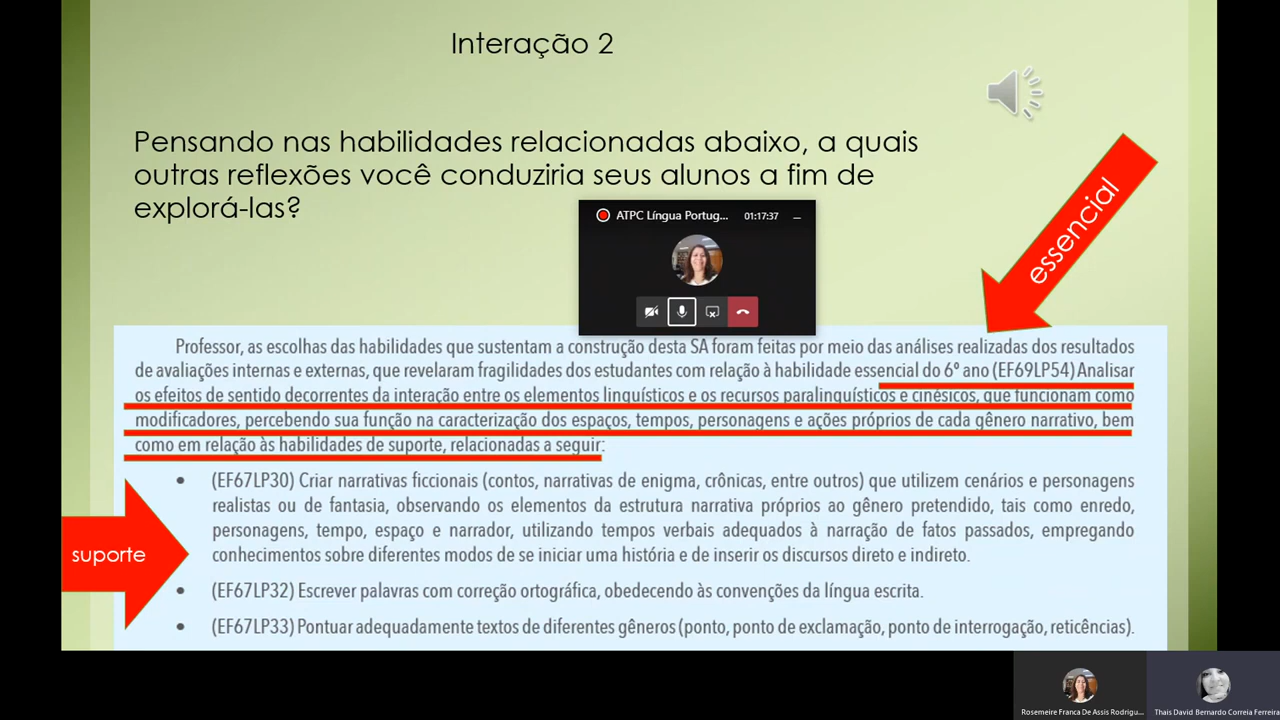 Interação 2
Pensando nas habilidades relacionadas abaixo, a quais
outras reflexões você conduziria seus alunos a fim de
explorá-las?
ATPC Língua Portug... 01:17:37
essencial
Professor, as escolhas das habilidades que sustentam a construção desta SA foram feitas por meio das análises realizadas dos resultados
de avaliações internas e externas, que revelaram fragilidades dos estudantes com relação à habilidade essencial do 6º ano (EF69LP54) Analisar
os efeitos de sentido decorrentes da interação entre os elementos linguísticos e os recursos paralinguísticos e cinésicos, que funcionam como
modificadores, percebendo sua função na caracterização dos espaços, tempos, personagens e ações próprios de cada gênero narrativo, bem
como em relação às habilidades de suporte, relacionadas a seguir:
suporte
• (EF67LP30) Criar narrativas ficcionais (contos, narrativas de enigma, crônicas, entre outros) que utilizem cenários e personagens
realistas ou de fantasia, observando os elementos da estrutura narrativa próprios ao gênero pretendido, tais como enredo,
personagens, tempo, espaço e narrador, utilizando tempos verbais adequados à narração de fatos passados, empregando
conhecimentos sobre diferentes modos de se iniciar uma história e de inserir os discursos direto e indireto.
• (EF67LP32) Escrever palavras com correção ortográfica, obedecendo às convenções da língua escrita.
• (EF67LP33) Pontuar adequadamente textos de diferentes gêneros (ponto, ponto de exclamação, ponto de interrogação, reticências).
Rosemeire Franca De Assis Rodrigu...
Thais David Bernardo Correia Ferreira